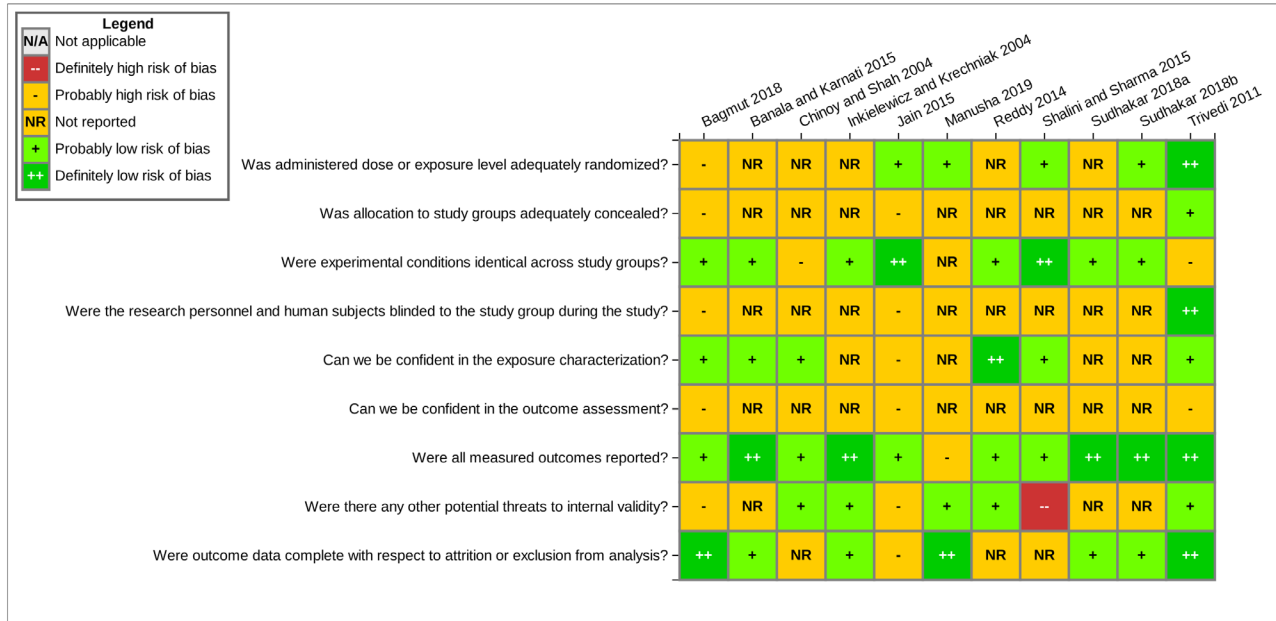 Legend
N/A Not applicable
-- Definitely high risk of bias
- Probably high risk of bias
NR Not reported
+ Probably low risk of bias
++ Definitely low risk of bias
Bagmut 2018
Banala and Karnati 2015
Chinoy and Shah 2004
Inkielewicz and Krechniak 2004
Jain 2015
Manusha 2019
Reddy 2014
Shalini and Sharma 2015
Sudhakar 2018a
Sudhakar 2018b
Trivedi 2011
Was administered dose or exposure level adequately randomized? - NR NR NR + + NR + NR + ++
Was allocation to study groups adequately concealed? - NR NR NR - NR NR NR NR NR +
Were experimental conditions identical across study groups? + + - + ++ NR + ++ + + -
Were the research personnel and human subjects blinded to the study group during the study? - NR NR NR - NR NR NR NR NR ++
Can we be confident in the exposure characterization? + + + NR - NR ++ + NR NR +
Can we be confident in the outcome assessment? - NR NR NR - NR NR NR NR NR -
Were all measured outcomes reported? + ++ + ++ + - + + ++ ++ ++
Were there any other potential threats to internal validity? - NR + + - + + -- NR NR +
Were outcome data complete with respect to attrition or exclusion from analysis? ++ + NR + - ++ NR NR + + ++